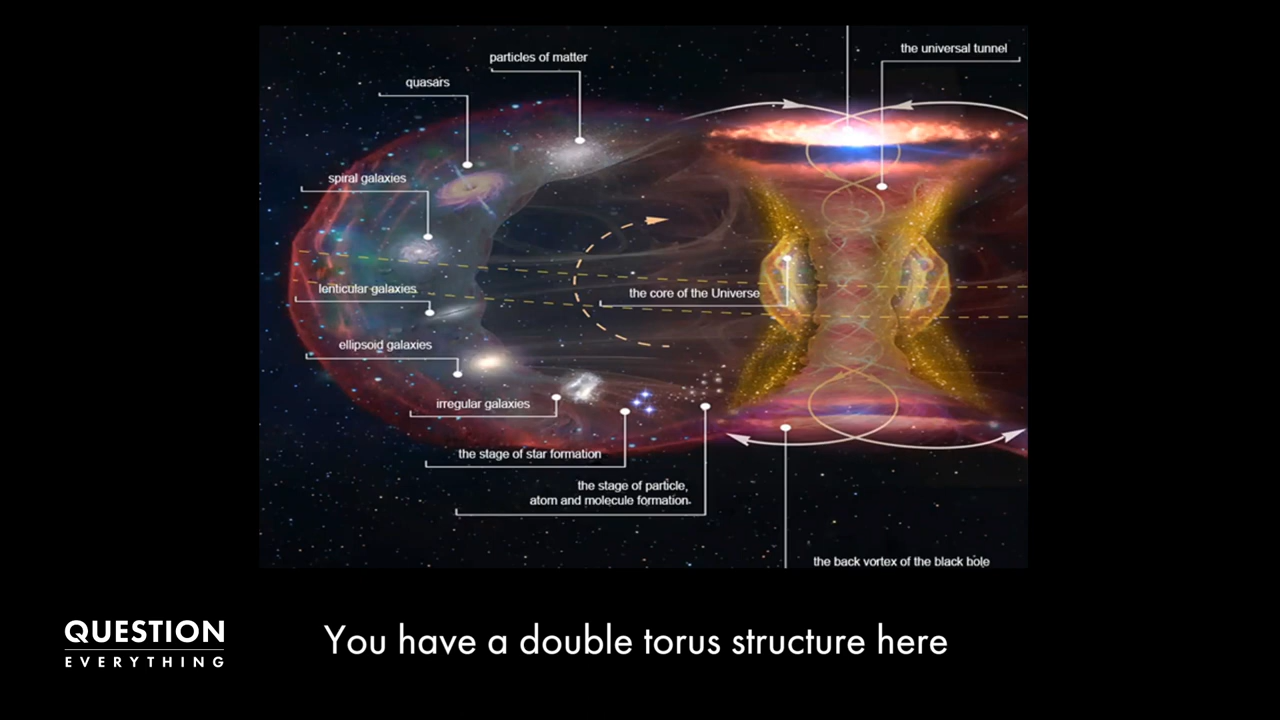 the universal tunnel
particles of matter
quasars
spiral galaxies
lenticular galaxies
the core of the Universe
ellipsoid galaxies
irregular galaxies
the stage of star formation
the stage of particle,
atom and molecule formation
the back vortex of the black hole
QUESTION
EVERYTHING
You have a double torus structure here